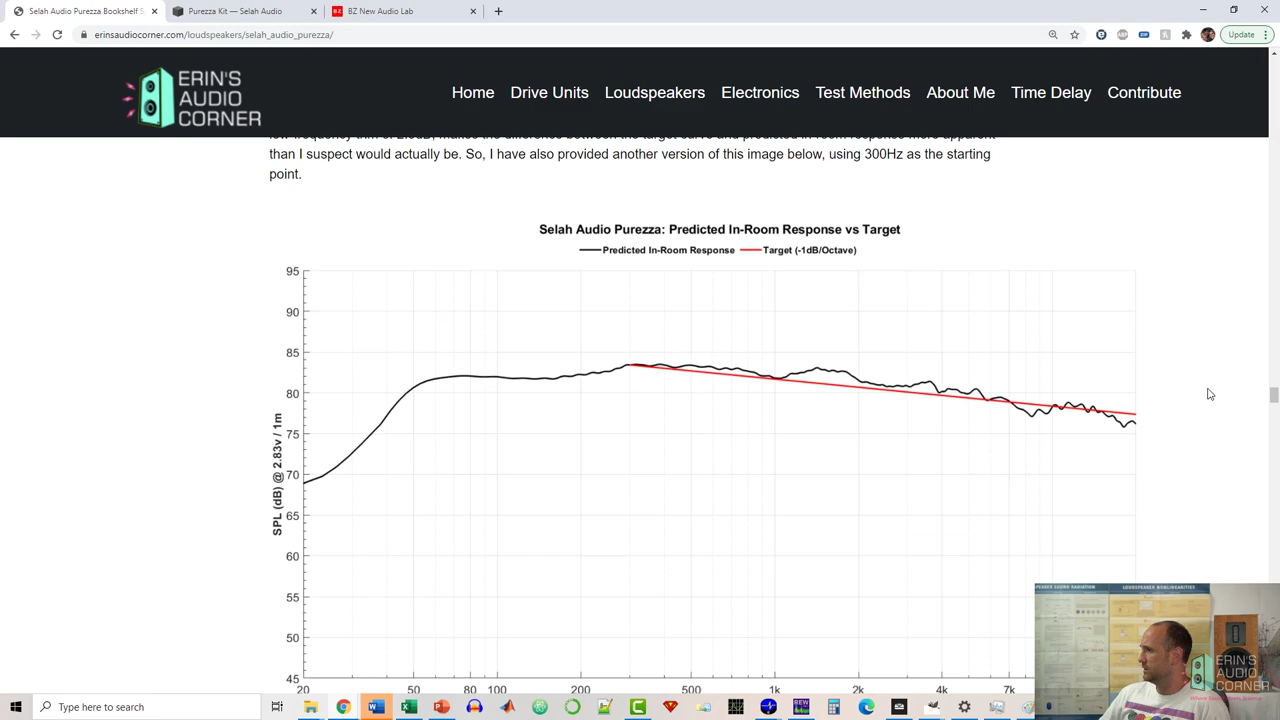 Selah Audio Purezza Bookshelf S
Purezza Kit — Selah Audio
BZ New Audio Lab
erinsaudiocorner.com/loudspeakers/selah_audio_purezza/
Update
ERIN'S
AUDIO
CORNER
Home Drive Units Loudspeakers Electronics Test Methods About Me Time Delay Contribute
than I suspect would actually be. So, I have also provided another version of this image below, using 300Hz as the starting
point.
Selah Audio Purezza: Predicted In-Room Response vs Target
Predicted In-Room Response Target (-1dB/Octave)
95
90
85
80
75
70
65
60
55
50
45
SPL (dB) @ 2.83v / 1m
20 50 80 100 200 500 1k 2k 4k 7k
LOUDSPEAKER NONLINEARITIES
ERIN'S
AUDIO
CORNER
Type here to search